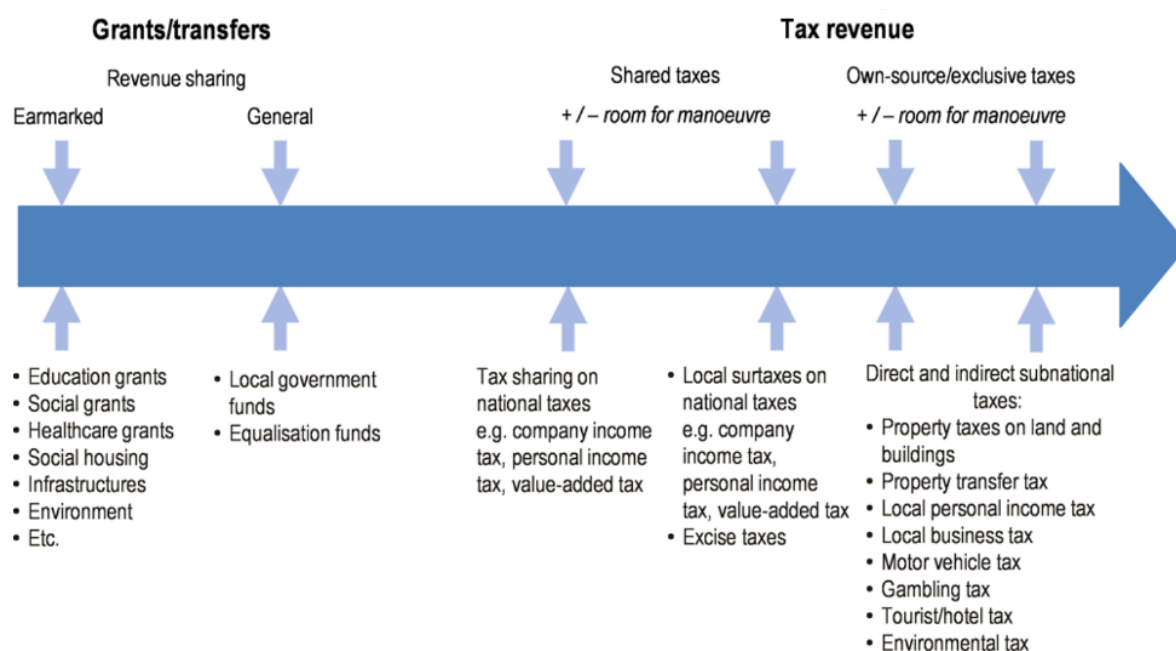 Grants/transfers
Tax revenue
Revenue sharing
Shared taxes
Own-source/exclusive taxes
Earmarked
General
+ / – room for manoeuvre
+ / – room for manoeuvre
• Education grants
• Social grants
• Healthcare grants
• Social housing
• Infrastructures
• Environment
• Etc.
• Local government
funds
• Equalisation funds
Tax sharing on
national taxes
e.g. company income
tax, personal income
tax, value-added tax
• Local surtaxes on
national taxes
e.g. company
income tax,
personal income
tax, value-added tax
• Excise taxes
Direct and indirect subnational
taxes:
• Property taxes on land and
buildings
• Property transfer tax
• Local personal income tax
• Local business tax
• Motor vehicle tax
• Gambling tax
• Tourist/hotel tax
• Environmental tax